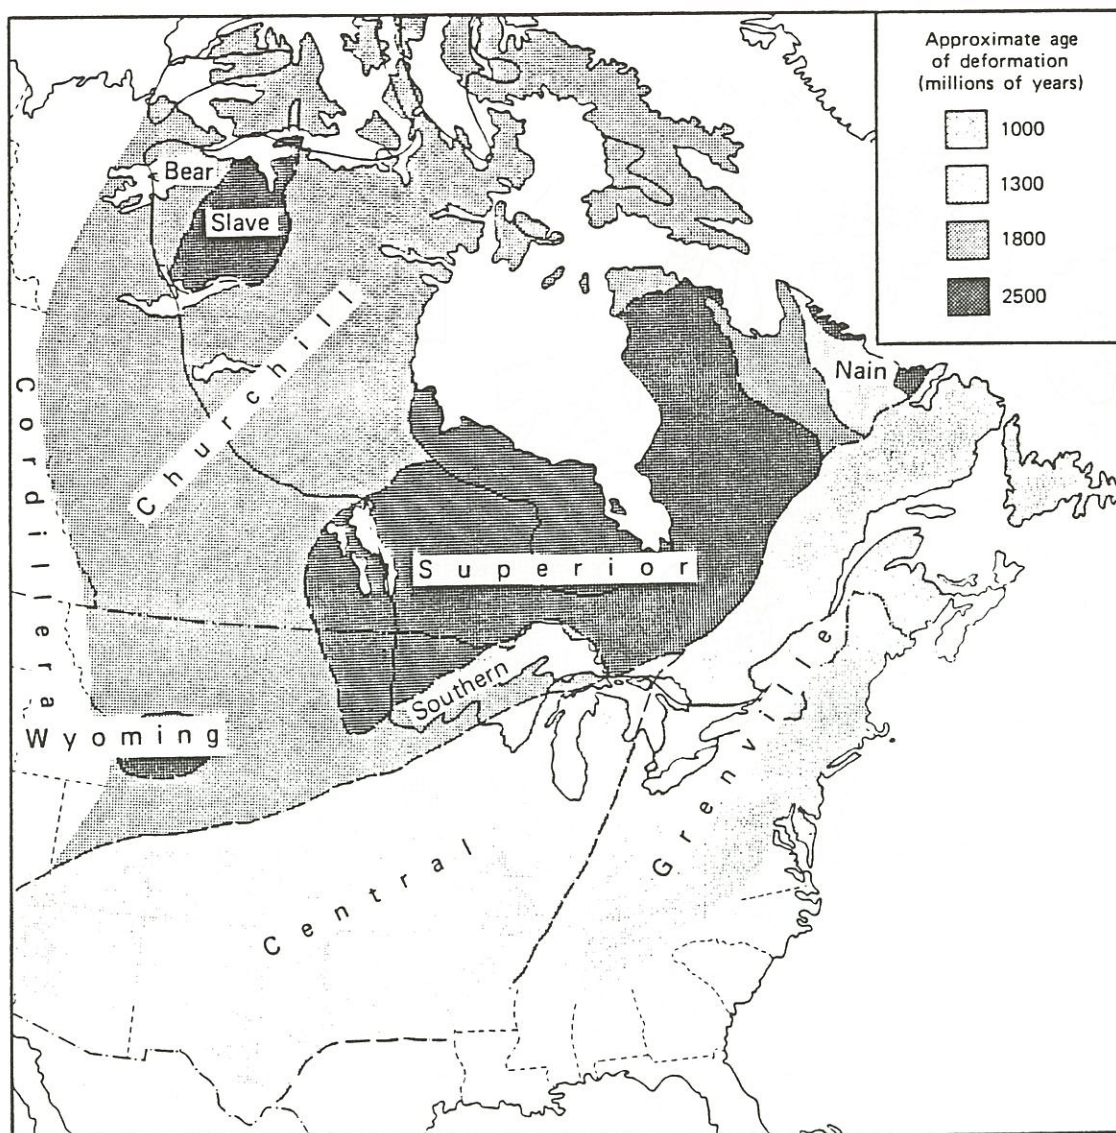 Approximate age
of deformation
(millions of years)
1000
1300
1800
2500
Bear
Slave
Churchill
Nain
Cordillera
Superior
Southern
Wyoming
Grenville
Central